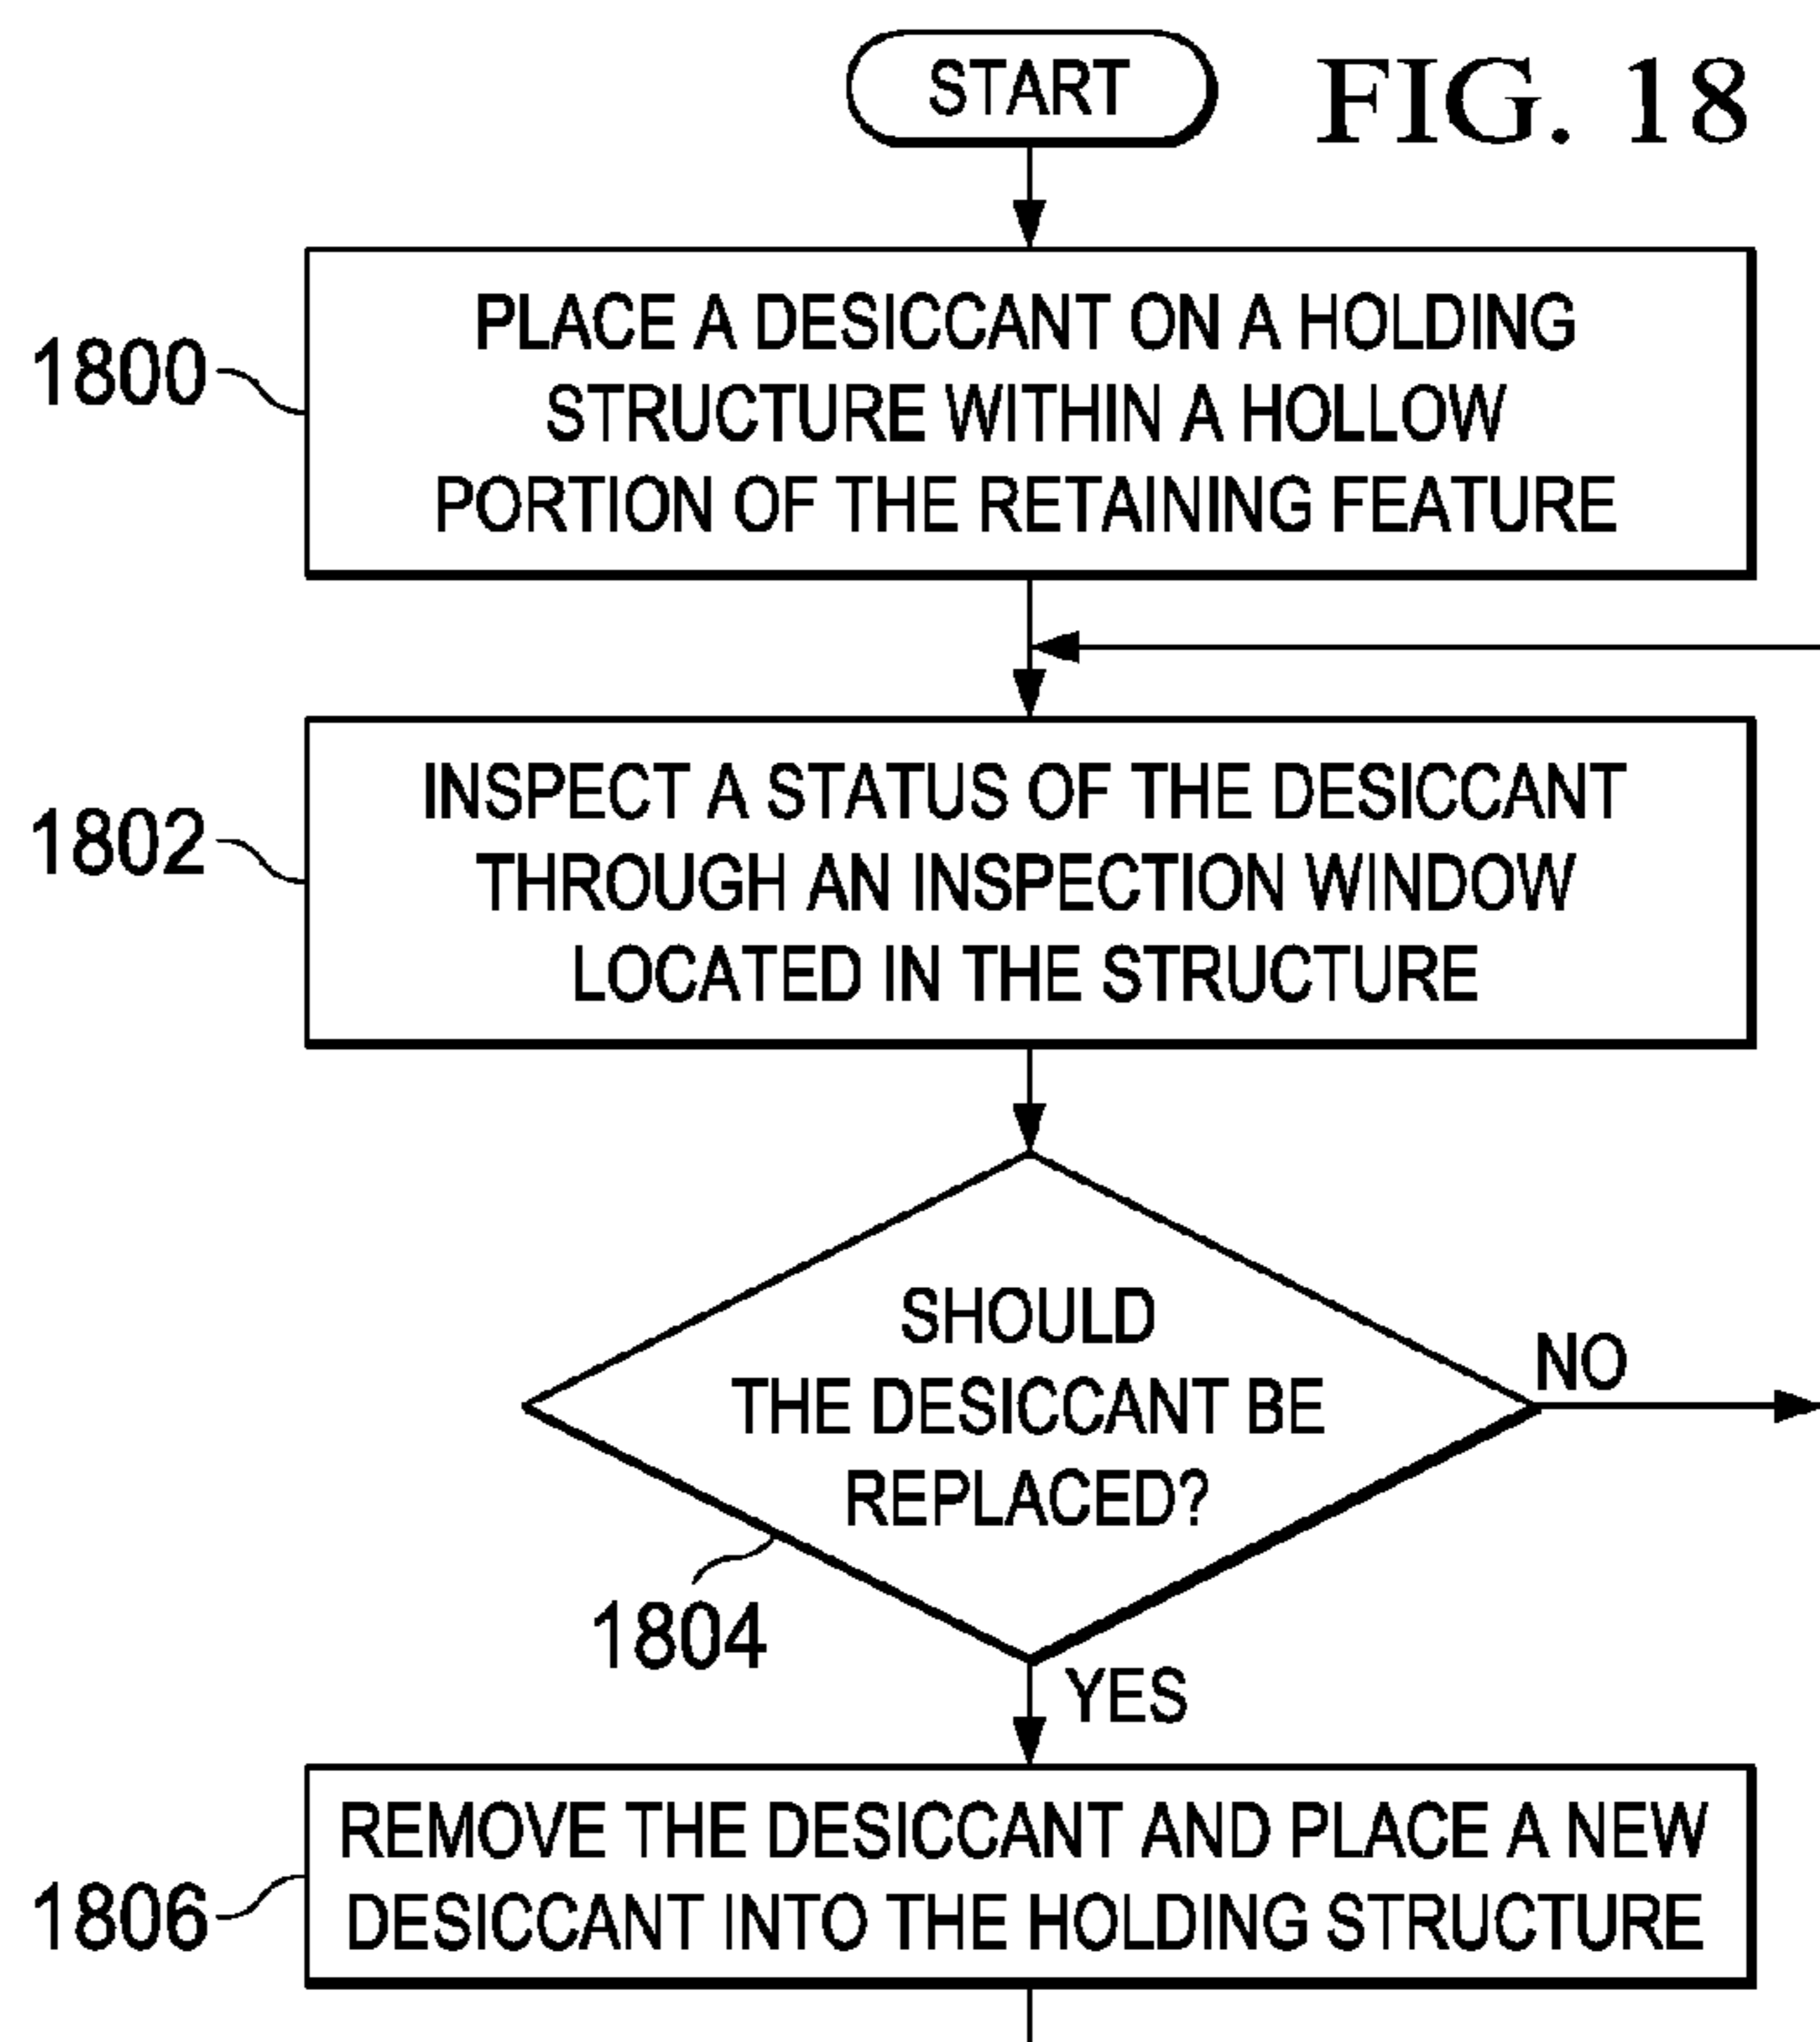 START
FIG. 18
PLACE A DESICCANT ON A HOLDING
STRUCTURE WITHIN A HOLLOW
PORTION OF THE RETAINING FEATURE
1800
INSPECT A STATUS OF THE DESICCANT
THROUGH AN INSPECTION WINDOW
LOCATED IN THE STRUCTURE
1802
SHOULD
THE DESICCANT BE
REPLACED?
NO
1804
YES
REMOVE THE DESICCANT AND PLACE A NEW
DESICCANT INTO THE HOLDING STRUCTURE
1806